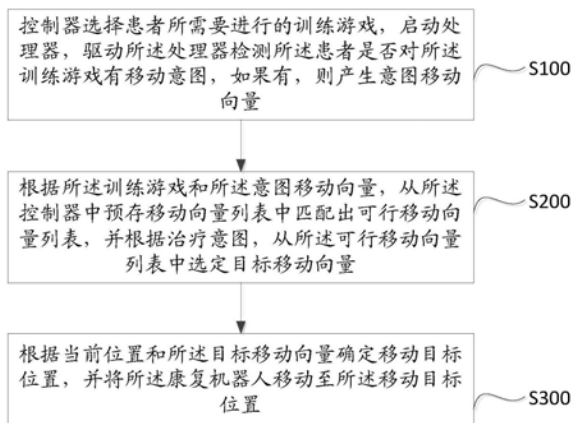 控制器选择患者所需要进行的训练游戏，启动处
理器，驱动所述处理器检测所述患者是否对所述
训练游戏有移动意图，如果有，则产生意图移动
向量
S100
根据所述训练游戏和所述意图移动向量，从所述
控制器中预存移动向量列表中匹配出可行移动向
量列表，并根据治疗意图，从所述可行移动向量
列表中选定目标移动向量
S200
根据当前位置和所述目标移动向量确定移动目标
位置，并将所述康复机器人移动至所述移动目标
位置
S300